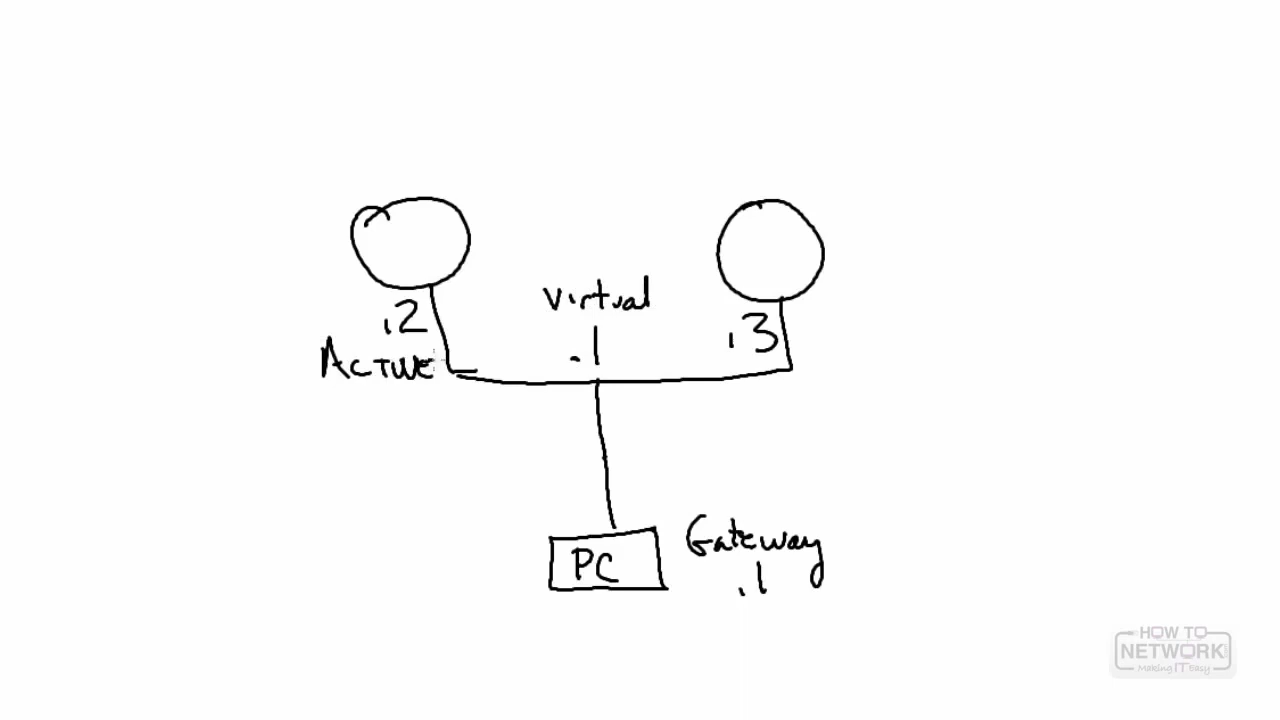 virtual
.2
.1
.3
ACTIVE
PC
Gateway
.1
HOW TO
NETWORK
Making IT Easy